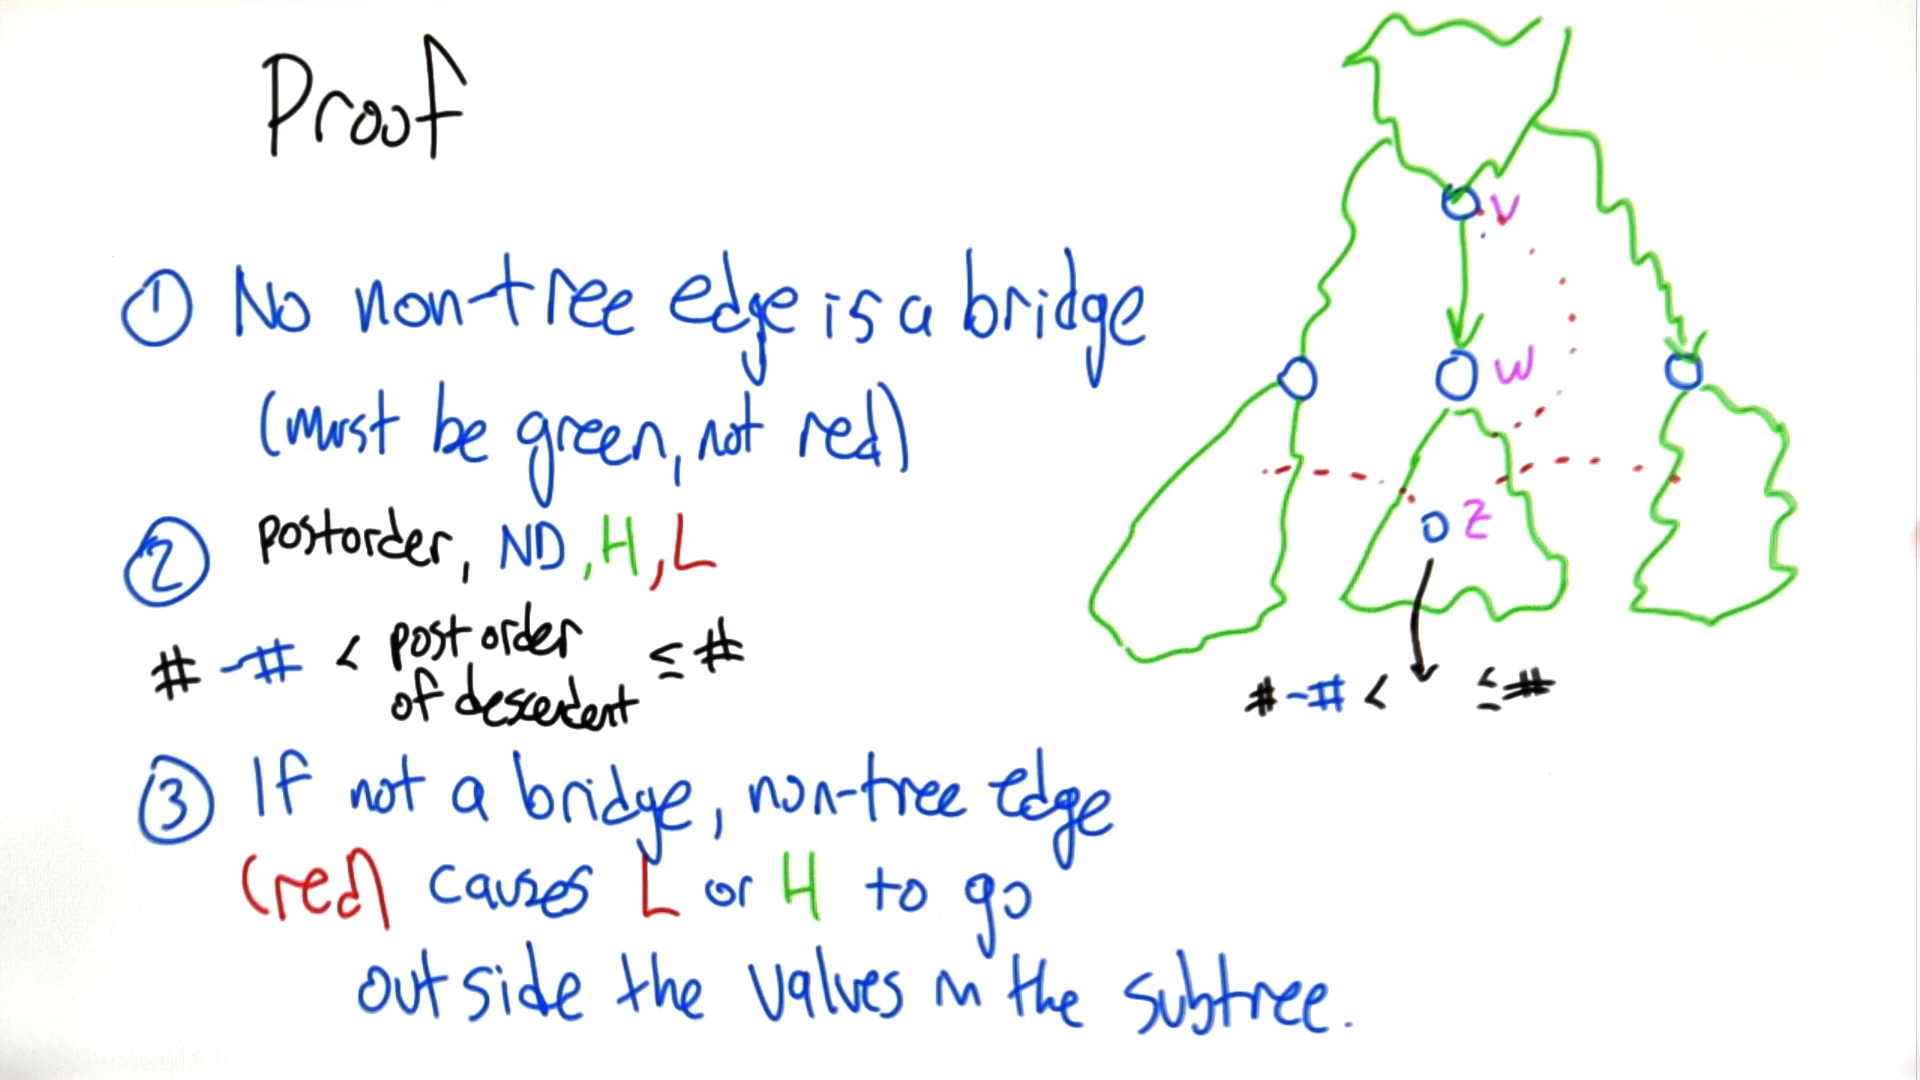 Proof
① No non-tree edge is a bridge
(must be green, not red)
② postorder, ND, H, L
# -# < post order ≤ #
of descendent
③ If not a bridge, non-tree edge
(red) causes L or H to go
outside the values in the subtree.
V
W
Z
# -# < ≤ #